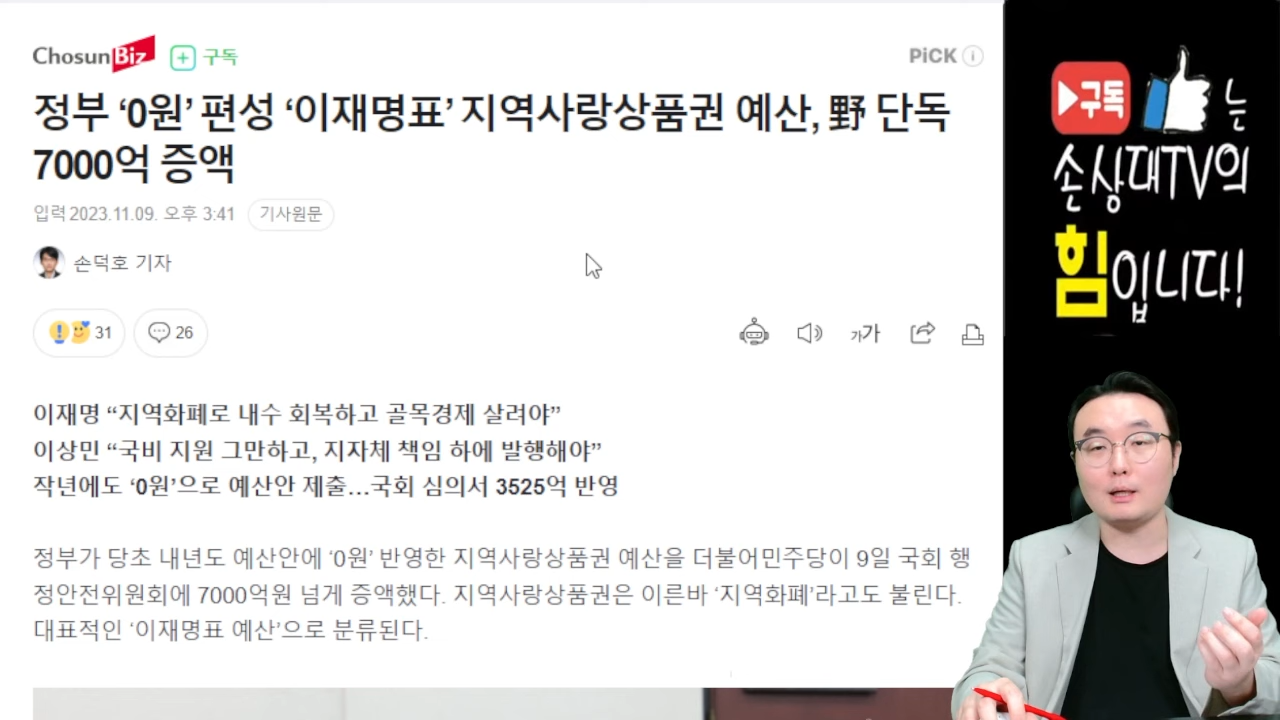 ChosunBiz + 구독
PiCK i
정부 ‘0원’ 편성 ‘이재명표’ 지역사랑상품권 예산, 野 단독
7000억 증액
입력 2023.11.09. 오후 3:41 기사원문
손덕호 기자
31 26
가가
이재명 “지역화폐로 내수 회복하고 골목경제 살려야”
이상민 “국비 지원 그만하고, 지자체 책임 하에 발행해야”
작년에도 ‘0원’으로 예산안 제출…국회 심의서 3525억 반영
정부가 당초 내년도 예산안에 ‘0원’ 반영한 지역사랑상품권 예산을 더불어민주당이 9일 국회 행
정안전위원회에 7000억원 넘게 증액했다. 지역사랑상품권은 이른바 ‘지역화폐’라고도 불린다.
대표적인 ‘이재명표 예산’으로 분류된다.
구독 는
손상대TV의
힘입니다!